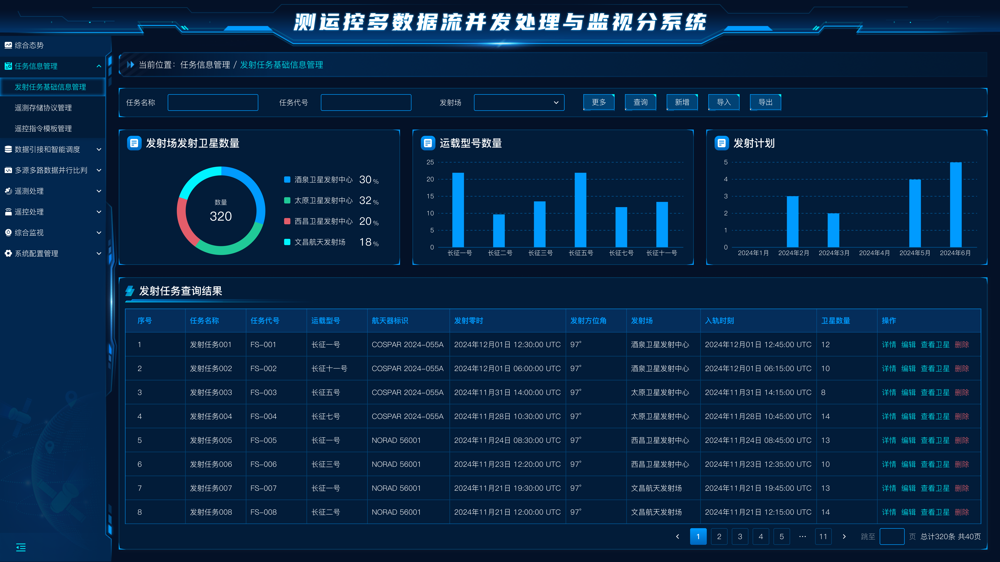 测运控多数据流并发处理与监视分系统
综合态势
任务信息管理
发射任务基础信息管理
遥测存储协议管理
遥控指令模板管理
数据引接和智能调度
多源多路数据并行比判
遥测处理
遥控处理
综合监视
系统配置管理
当前位置：任务信息管理 / 发射任务基础信息管理
任务名称 任务代号 发射场 更多 查询 新增 导入 导出
发射场发射卫星数量
数量
320
酒泉卫星发射中心 30 %
太原卫星发射中心 32 %
西昌卫星发射中心 20 %
文昌航天发射场 18 %
运载型号数量
25
20
15
10
5
0
长征一号 长征二号 长征三号 长征五号 长征七号 长征十一号
发射计划
5
4
3
2
1
0
2024年1月 2024年2月 2024年3月 2024年4月 2024年5月 2024年6月
发射任务查询结果
序号 任务名称 任务代号 运载型号 航天器标识 发射零时 发射方位角 发射场 入轨时刻 卫星数量 操作
1 发射任务001 FS-001 长征一号 COSPAR 2024-055A 2024年12月01日 12:30:00 UTC 97° 酒泉卫星发射中心 2024年12月01日 12:45:00 UTC 12 详情 编辑 查看卫星 删除
2 发射任务002 FS-002 长征十一号 COSPAR 2024-055A 2024年12月01日 06:00:00 UTC 97° 酒泉卫星发射中心 2024年12月01日 06:15:00 UTC 10 详情 编辑 查看卫星 删除
3 发射任务003 FS-003 长征五号 COSPAR 2024-055A 2024年11月31日 14:00:00 UTC 97° 太原卫星发射中心 2024年11月31日 14:15:00 UTC 8 详情 编辑 查看卫星 删除
4 发射任务004 FS-004 长征七号 COSPAR 2024-055A 2024年11月28日 10:30:00 UTC 97° 太原卫星发射中心 2024年11月28日 10:45:00 UTC 14 详情 编辑 查看卫星 删除
5 发射任务005 FS-005 长征一号 NORAD 56001 2024年11月24日 08:30:00 UTC 97° 西昌卫星发射中心 2024年11月24日 08:45:00 UTC 13 详情 编辑 查看卫星 删除
6 发射任务006 FS-006 长征三号 NORAD 56001 2024年11月23日 12:20:00 UTC 97° 西昌卫星发射中心 2024年11月23日 12:35:00 UTC 10 详情 编辑 查看卫星 删除
7 发射任务007 FS-007 长征一号 NORAD 56001 2024年11月21日 19:30:00 UTC 97° 文昌航天发射场 2024年11月21日 19:45:00 UTC 13 详情 编辑 查看卫星 删除
8 发射任务008 FS-008 长征二号 NORAD 56001 2024年11月21日 12:00:00 UTC 97° 文昌航天发射场 2024年11月21日 12:15:00 UTC 14 详情 编辑 查看卫星 删除
1 2 3 4 5 ··· 11 跳至 页 总计320条 共40页